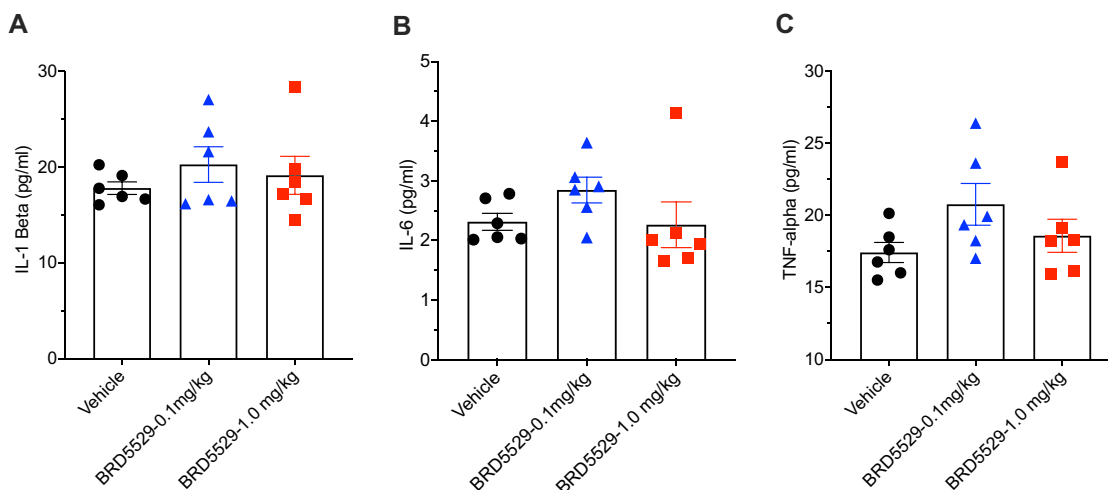 A
IL-1 Beta (pg/ml)
30
20
10
0
Vehicle
BRD5529-0.1mg/kg
BRD5529-1.0 mg/kg
B
IL-6 (pg/ml)
5
4
3
2
1
0
Vehicle
BRD5529-0.1mg/kg
BRD5529-1.0 mg/kg
C
TNF-alpha (pg/ml)
30
25
20
15
10
Vehicle
BRD5529-0.1mg/kg
BRD5529-1.0 mg/kg